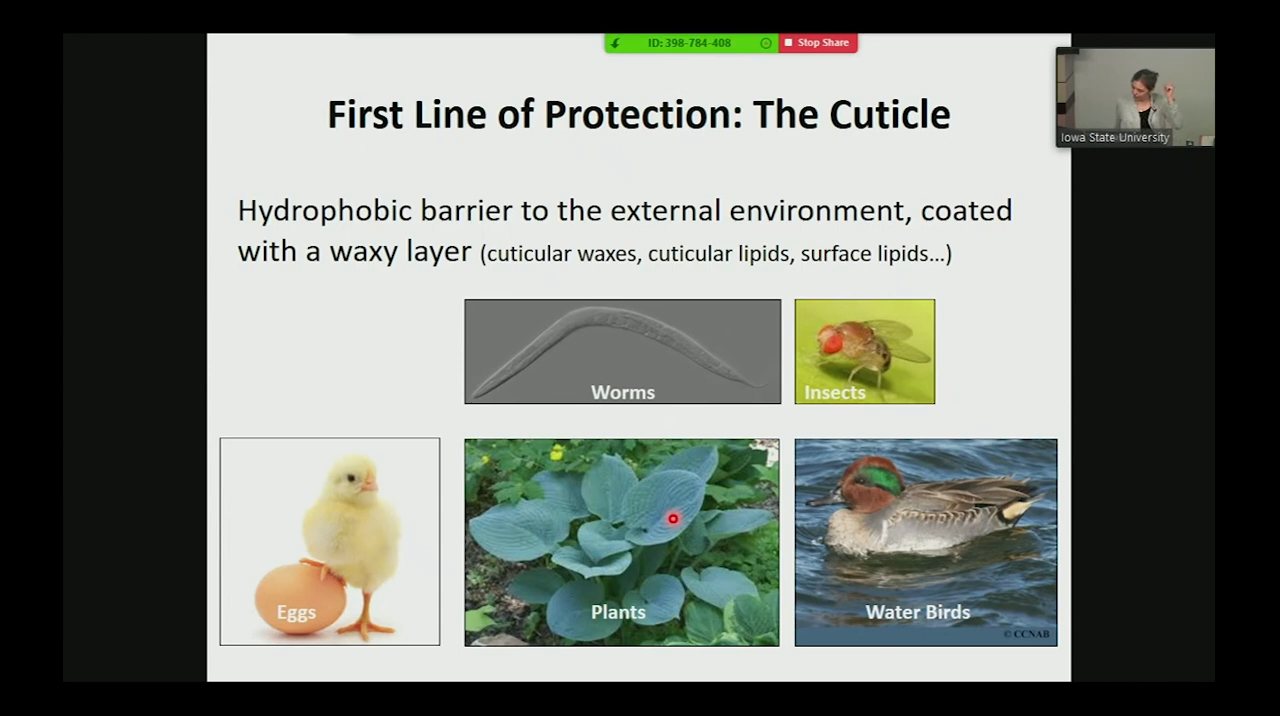 ID: 398-784-408
Stop Share
First Line of Protection: The Cuticle
Iowa State University
Hydrophobic barrier to the external environment, coated
with a waxy layer (cuticular waxes, cuticular lipids, surface lipids...)
Worms
Insects
Eggs
Plants
Water Birds
© CCNAB